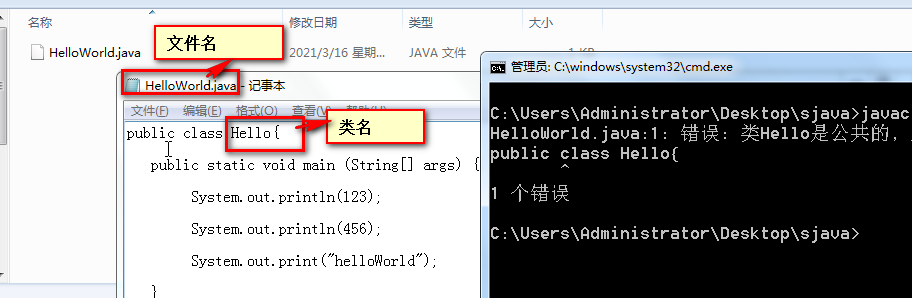 名称 修改日期 类型 大小
HelloWorld.java 2021/3/16 星期... JAVA 文件 1 KB
文件名
HelloWorld.java - 记事本
文件(F) 编辑(E) 格式(O) 查看(V)
public class Hello{
类名
public static void main (String[] args) {
System.out.println(123);
System.out.println(456);
System.out.print("helloWorld");
}
管理员: C:\windows\system32\cmd.exe
C:\Users\Administrator\Desktop\sjava>javac
HelloWorld.java:1: 错误: 类Hello是公共的,
public class Hello{
^
1 个错误
C:\Users\Administrator\Desktop\sjava>